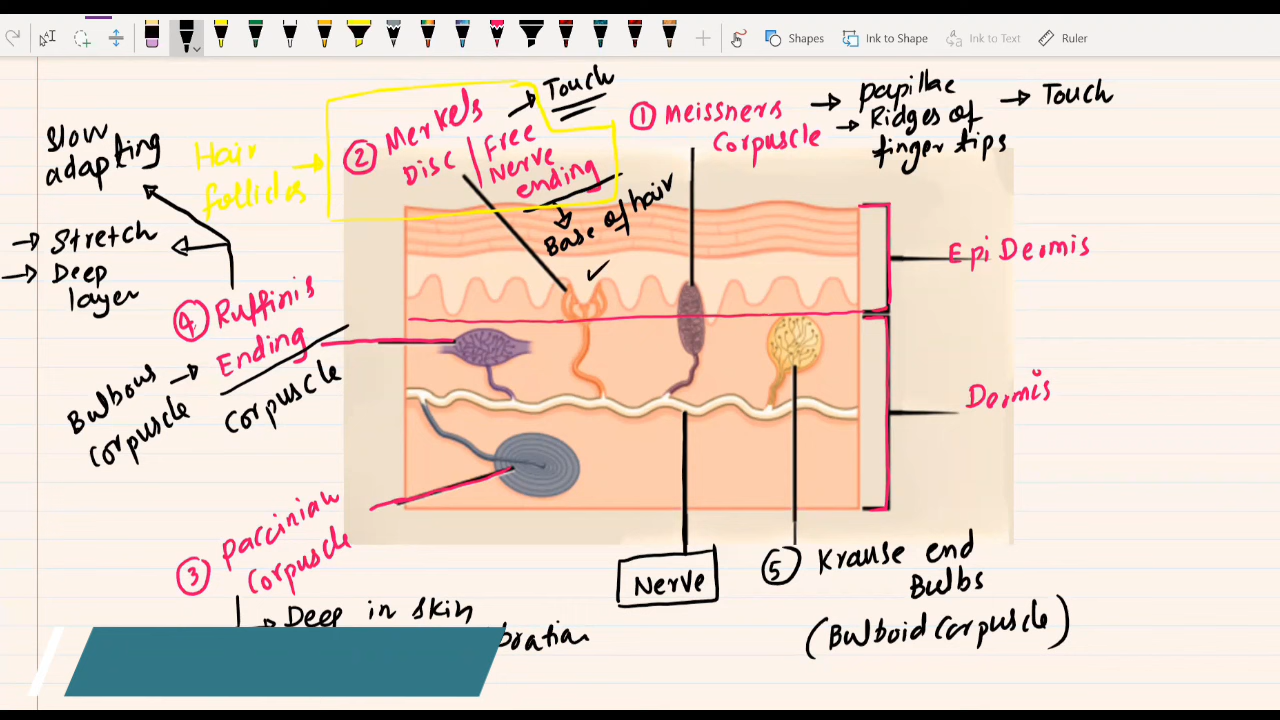 Shapes
Ink to Shape
Ink to Text
Ruler
Slow
adapting
→ Stretch
→ Deep
layer
Hair
follicles →
② Merkels
Disc / Free
Nerve
ending
→ Touch
Base of hair
① Meissners
Corpuscle
→ papillae
→ Ridges of
finger tips
→ Touch
Epi Dermis
Dermis
④ Ruffinis
Ending
Corpuscle
Bulbous →
Corpuscle
③ Paccinian
Corpuscle
→ Deep in skin
bration
Nerve
⑤ Krause end
Bulbs
(Bulboid Corpuscle)